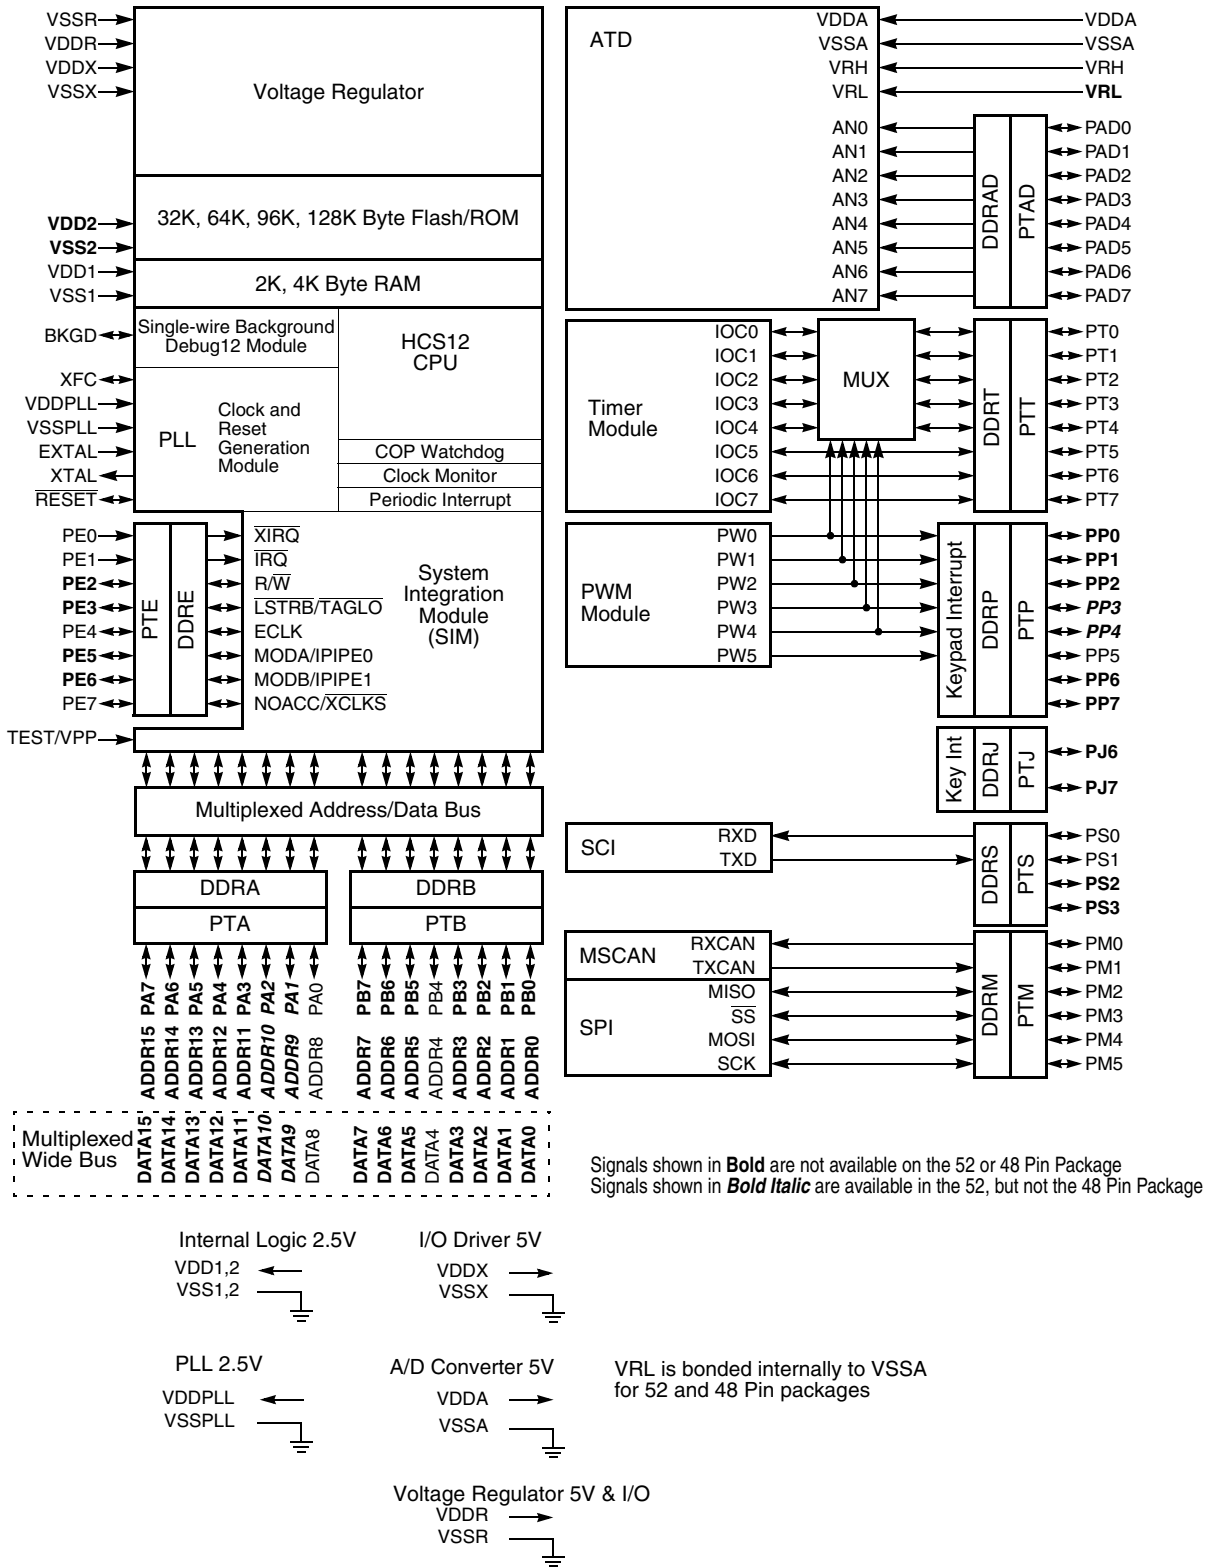 VSSR
VDDR
VDDX
VSSX
Voltage Regulator
VDD2
VSS2
32K, 64K, 96K, 128K Byte Flash/ROM
VDD1
VSS1
2K, 4K Byte RAM
BKGD
Single-wire Background
Debug12 Module
HCS12
CPU
XFC
VDDPLL
VSSPLL
EXTAL
XTAL
RESET
PLL
Clock and
Reset
Generation
Module
COP Watchdog
Clock Monitor
Periodic Interrupt
PE0
PE1
PE2
PE3
PE4
PE5
PE6
PE7
PTE
DDRE
XIRQ
IRQ
R/W
LSTRB/TAGLO
ECLK
MODA/IPIPE0
MODB/IPIPE1
NOACC/XCLKS
System
Integration
Module
(SIM)
TEST/VPP
Multiplexed Address/Data Bus
DDRA
DDRB
PTA
PTB
PA7
PA6
PA5
PA4
PA3
PA2
PA1
PA0
PB7
PB6
PB5
PB4
PB3
PB2
PB1
PB0
ADDR15
ADDR14
ADDR13
ADDR12
ADDR11
ADDR10
ADDR9
ADDR8
ADDR7
ADDR6
ADDR5
ADDR4
ADDR3
ADDR2
ADDR1
ADDR0
Multiplexed
Wide Bus
DATA15
DATA14
DATA13
DATA12
DATA11
DATA10
DATA9
DATA8
DATA7
DATA6
DATA5
DATA4
DATA3
DATA2
DATA1
DATA0
ATD
VDDA
VSSA
VRH
VRL
AN0
AN1
AN2
AN3
AN4
AN5
AN6
AN7
DDRAD
PTAD
VDDA
VSSA
VRH
VRL
PAD0
PAD1
PAD2
PAD3
PAD4
PAD5
PAD6
PAD7
Timer
Module
IOC0
IOC1
IOC2
IOC3
IOC4
IOC5
IOC6
IOC7
MUX
DDRT
PTT
PT0
PT1
PT2
PT3
PT4
PT5
PT6
PT7
PWM
Module
PW0
PW1
PW2
PW3
PW4
PW5
Keypad Interrupt
DDRP
PTP
PP0
PP1
PP2
PP3
PP4
PP5
PP6
PP7
Key Int
DDRJ
PTJ
PJ6
PJ7
SCI
RXD
TXD
DDRS
PTS
PS0
PS1
PS2
PS3
MSCAN
RXCAN
TXCAN
SPI
MISO
SS
MOSI
SCK
DDRM
PTM
PM0
PM1
PM2
PM3
PM4
PM5
Signals shown in Bold are not available on the 52 or 48 Pin Package
Signals shown in Bold Italic are available in the 52, but not the 48 Pin Package
Internal Logic 2.5V
VDD1,2
VSS1,2
I/O Driver 5V
VDDX
VSSX
PLL 2.5V
VDDPLL
VSSPLL
A/D Converter 5V
VDDA
VSSA
VRL is bonded internally to VSSA
for 52 and 48 Pin packages
Voltage Regulator 5V & I/O
VDDR
VSSR